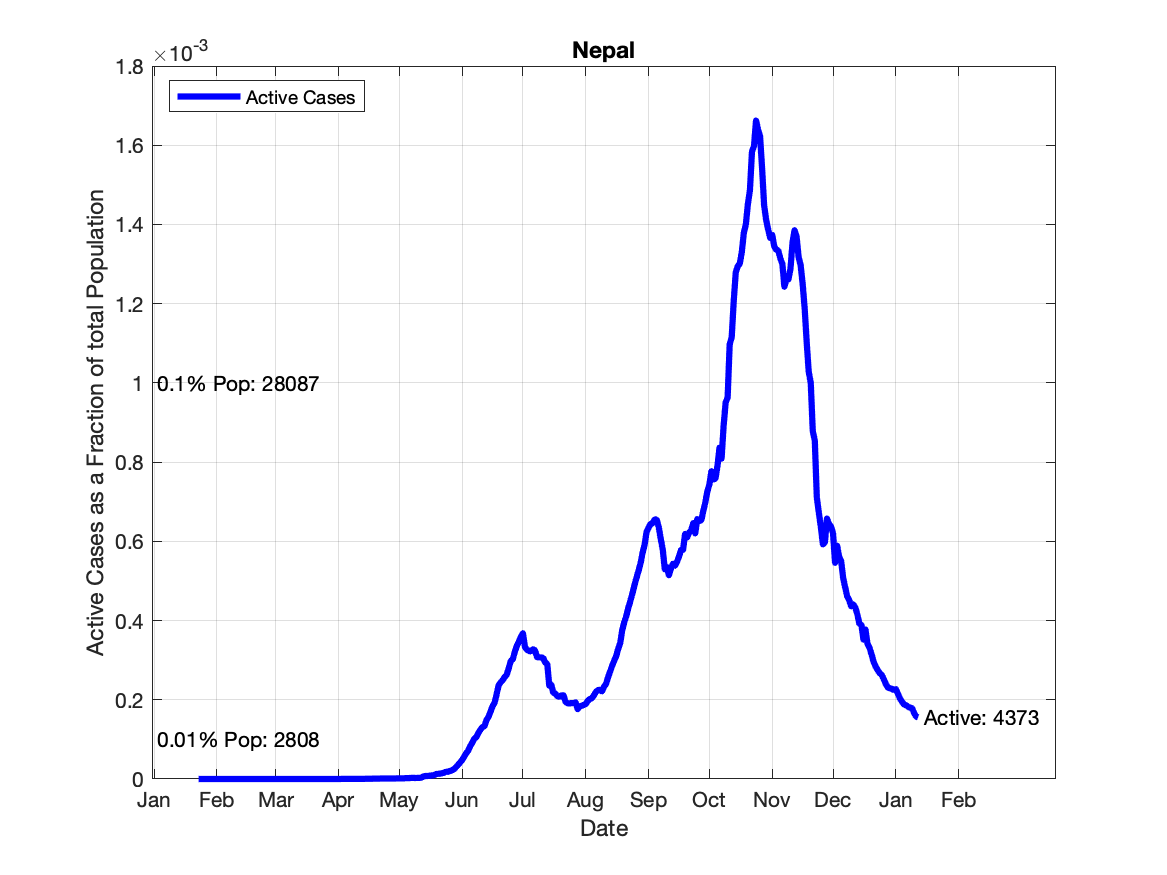 Nepal
×10-3
1.8
1.6
1.4
1.2
1
0.8
0.6
0.4
0.2
0
Active Cases
0.1% Pop: 28087
0.01% Pop: 2808
Active: 4373
Active Cases as a Fraction of total Population
Jan Feb Mar Apr May Jun Jul Aug Sep Oct Nov Dec Jan Feb
Date